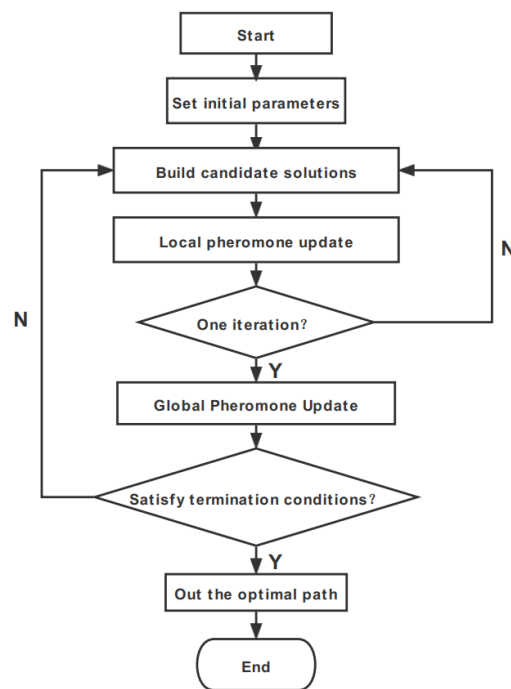 Start
Set initial parameters
Build candidate solutions
Local pheromone update
N
N
One iteration?
Y
Global Pheromone Update
Satisfy termination conditions?
Y
Out the optimal path
End